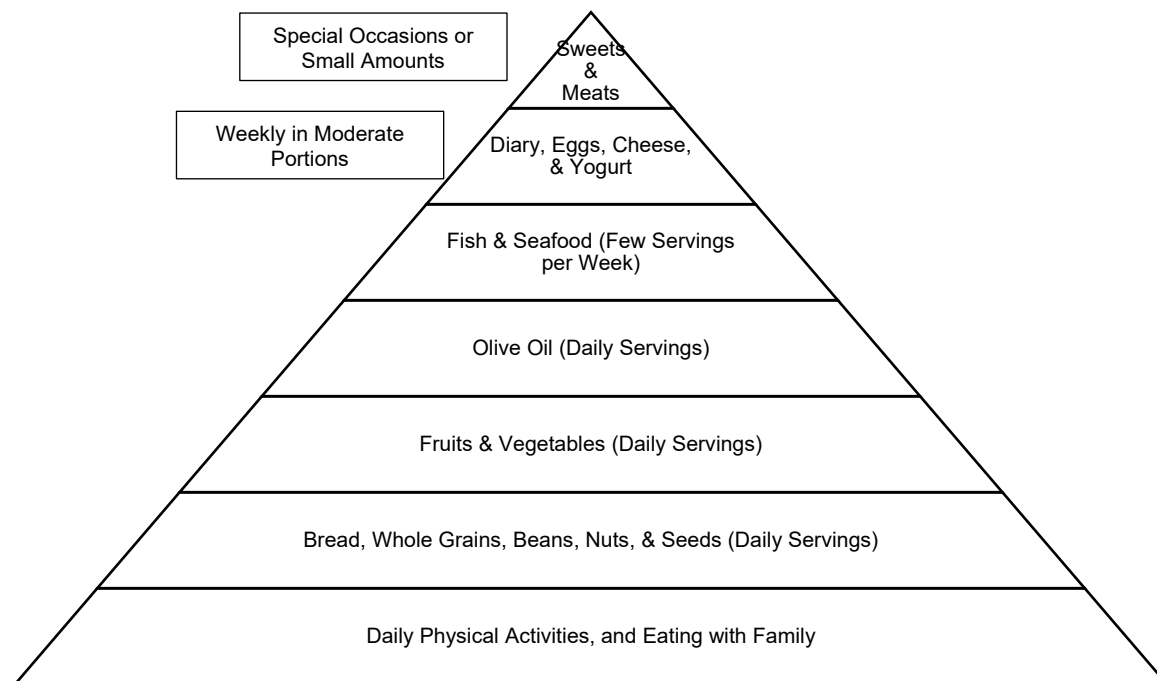 Special Occasions or
Small Amounts
Sweets
&
Meats
Weekly in Moderate
Portions
Diary, Eggs, Cheese,
& Yogurt
Fish & Seafood (Few Servings
per Week)
Olive Oil (Daily Servings)
Fruits & Vegetables (Daily Servings)
Bread, Whole Grains, Beans, Nuts, & Seeds (Daily Servings)
Daily Physical Activities, and Eating with Family